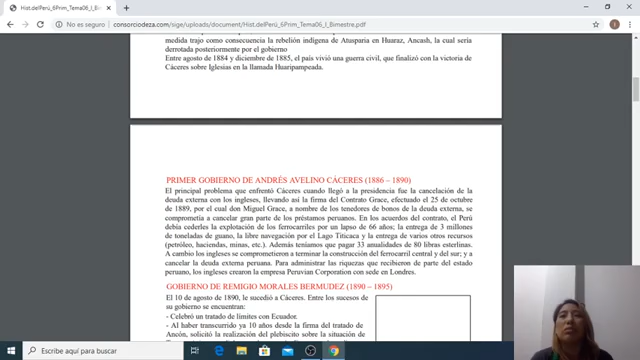 Hist.delPerú_6Prim_Tema06_I_Bim
No es seguro | consorciodeza.com/sige/uploads/document/Hist.delPerú_6Prim_Tema06_I_Bimestre.pdf
medida trajo como consecuencia la rebelión indígena de Atusparia en Huaraz, Ancash, la cual sería
derrotada posteriormente por el gobierno
Entre agosto de 1884 y diciembre de 1885, el país vivió una guerra civil, que finalizó con la victoria de
Cáceres sobre Iglesias en la llamada Huaripampeada.
PRIMER GOBIERNO DE ANDRÉS AVELINO CÁCERES (1886 – 1890)
El principal problema que enfrentó Cáceres cuando llegó a la presidencia fue la cancelación de la
deuda externa con los ingleses, llevando así la firma del Contrato Grace, efectuado el 25 de octubre
de 1889, por el cual don Miguel Grace, a nombre de los tenedores de bonos de la deuda externa, se
comprometía a cancelar gran parte de los préstamos peruanos. En los acuerdos del contrato, el Perú
debía cederles la explotación de los ferrocarriles por un lapso de 66 años; la entrega de 3 millones
de toneladas de guano, la libre navegación por el Lago Titicaca y la entrega de varios otros recursos
(petróleo, haciendas, minas, etc.). Además teníamos que pagar 33 anualidades de 80 libras esterlinas.
A cambio los ingleses se comprometieron a terminar la construcción del ferrocarril central y del sur; y
a cancelar la deuda externa peruana. Para administrar las riquezas que recibieron de parte del estado
peruano, los ingleses crearon la empresa Peruvian Corporation con sede en Londres.
GOBIERNO DE REMIGIO MORALES BERMUDEZ (1890 – 1895)
El 10 de agosto de 1890, le sucedió a Cáceres. Entre los sucesos de
su gobierno se encuentran:
- Celebró un tratado de límites con Ecuador.
- Al haber transcurrido ya 10 años desde la firma del tratado de
Ancón, solicitó la realización del plebiscito sobre la situación de
Escribe aquí para buscar